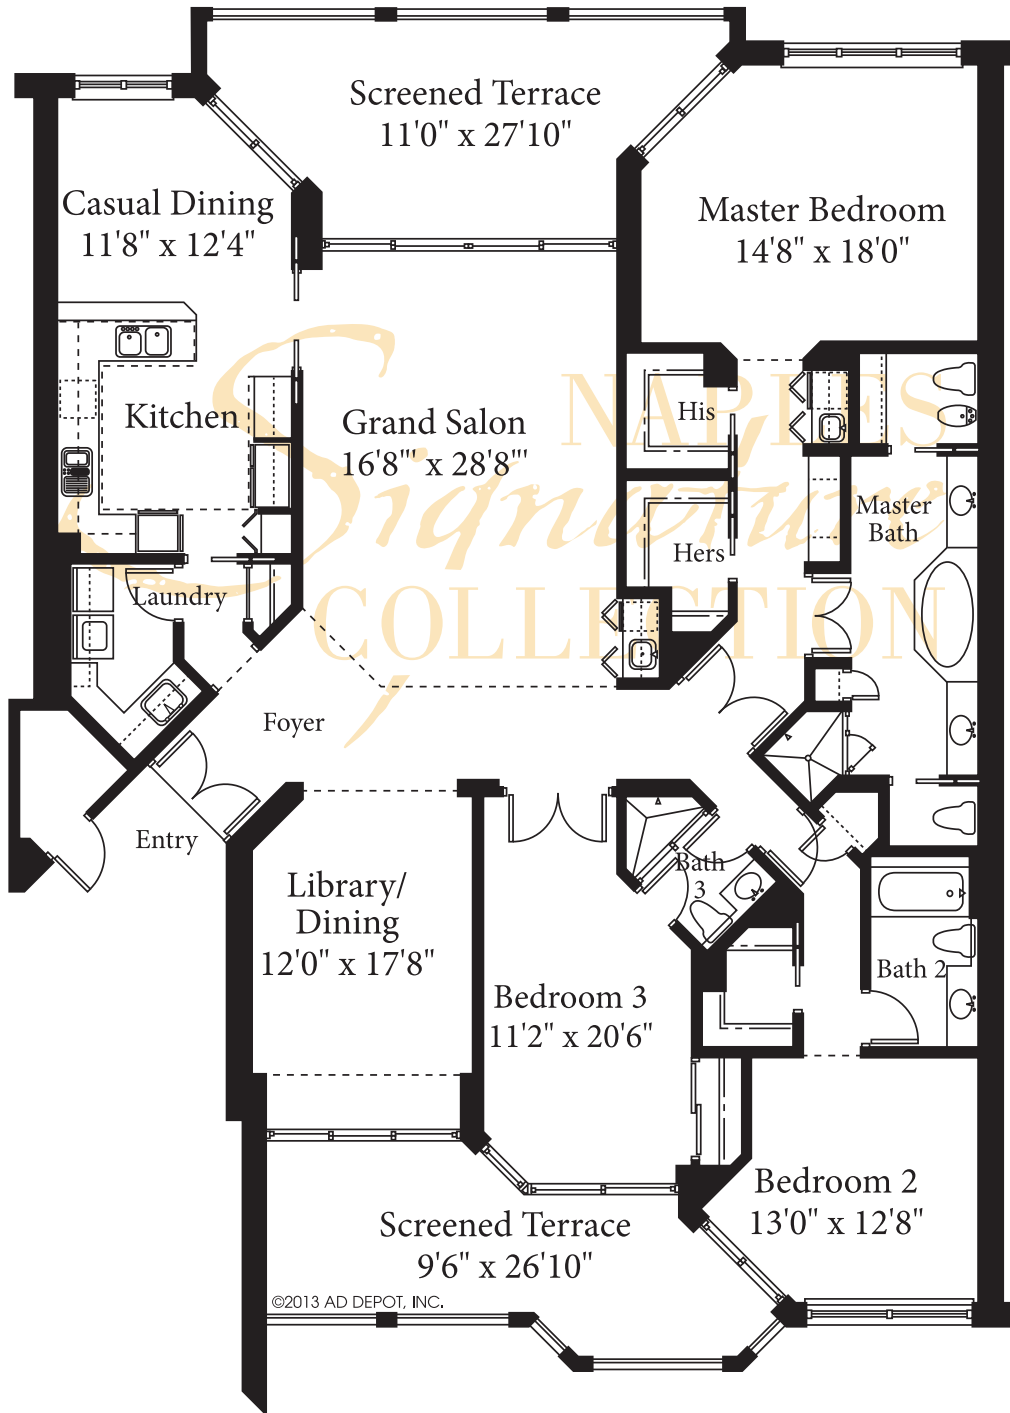 Screened Terrace
11'0" x 27'10"
Casual Dining
11'8" x 12'4"
Master Bedroom
14'8" x 18'0"
Kitchen
Grand Salon
16'8'" x 28'8'"
His
Hers
Master
Bath
NAPLES
Signature
COLLECTION
Laundry
Foyer
Entry
Library/
Dining
12'0" x 17'8"
Bath
3
Bath 2
Bedroom 3
11'2" x 20'6"
Bedroom 2
13'0" x 12'8"
Screened Terrace
9'6" x 26'10"
©2013 AD DEPOT, INC.